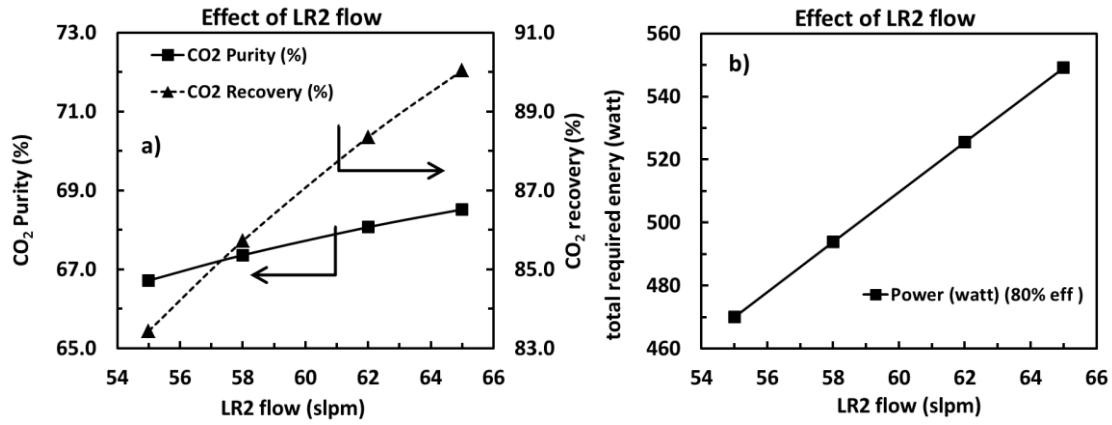 Effect of LR2 flow
73.0
71.0
69.0
67.0
65.0
CO2 Purity (%)
CO2 Recovery (%)
a)
91.0
89.0
87.0
85.0
83.0
CO₂ Purity (%)
CO₂ recovery (%)
54 56 58 60 62 64 66
LR2 flow (slpm)
Effect of LR2 flow
560
540
520
500
480
460
b)
total required enery (watt)
Power (watt) (80% eff )
54 56 58 60 62 64 66
LR2 flow (slpm)